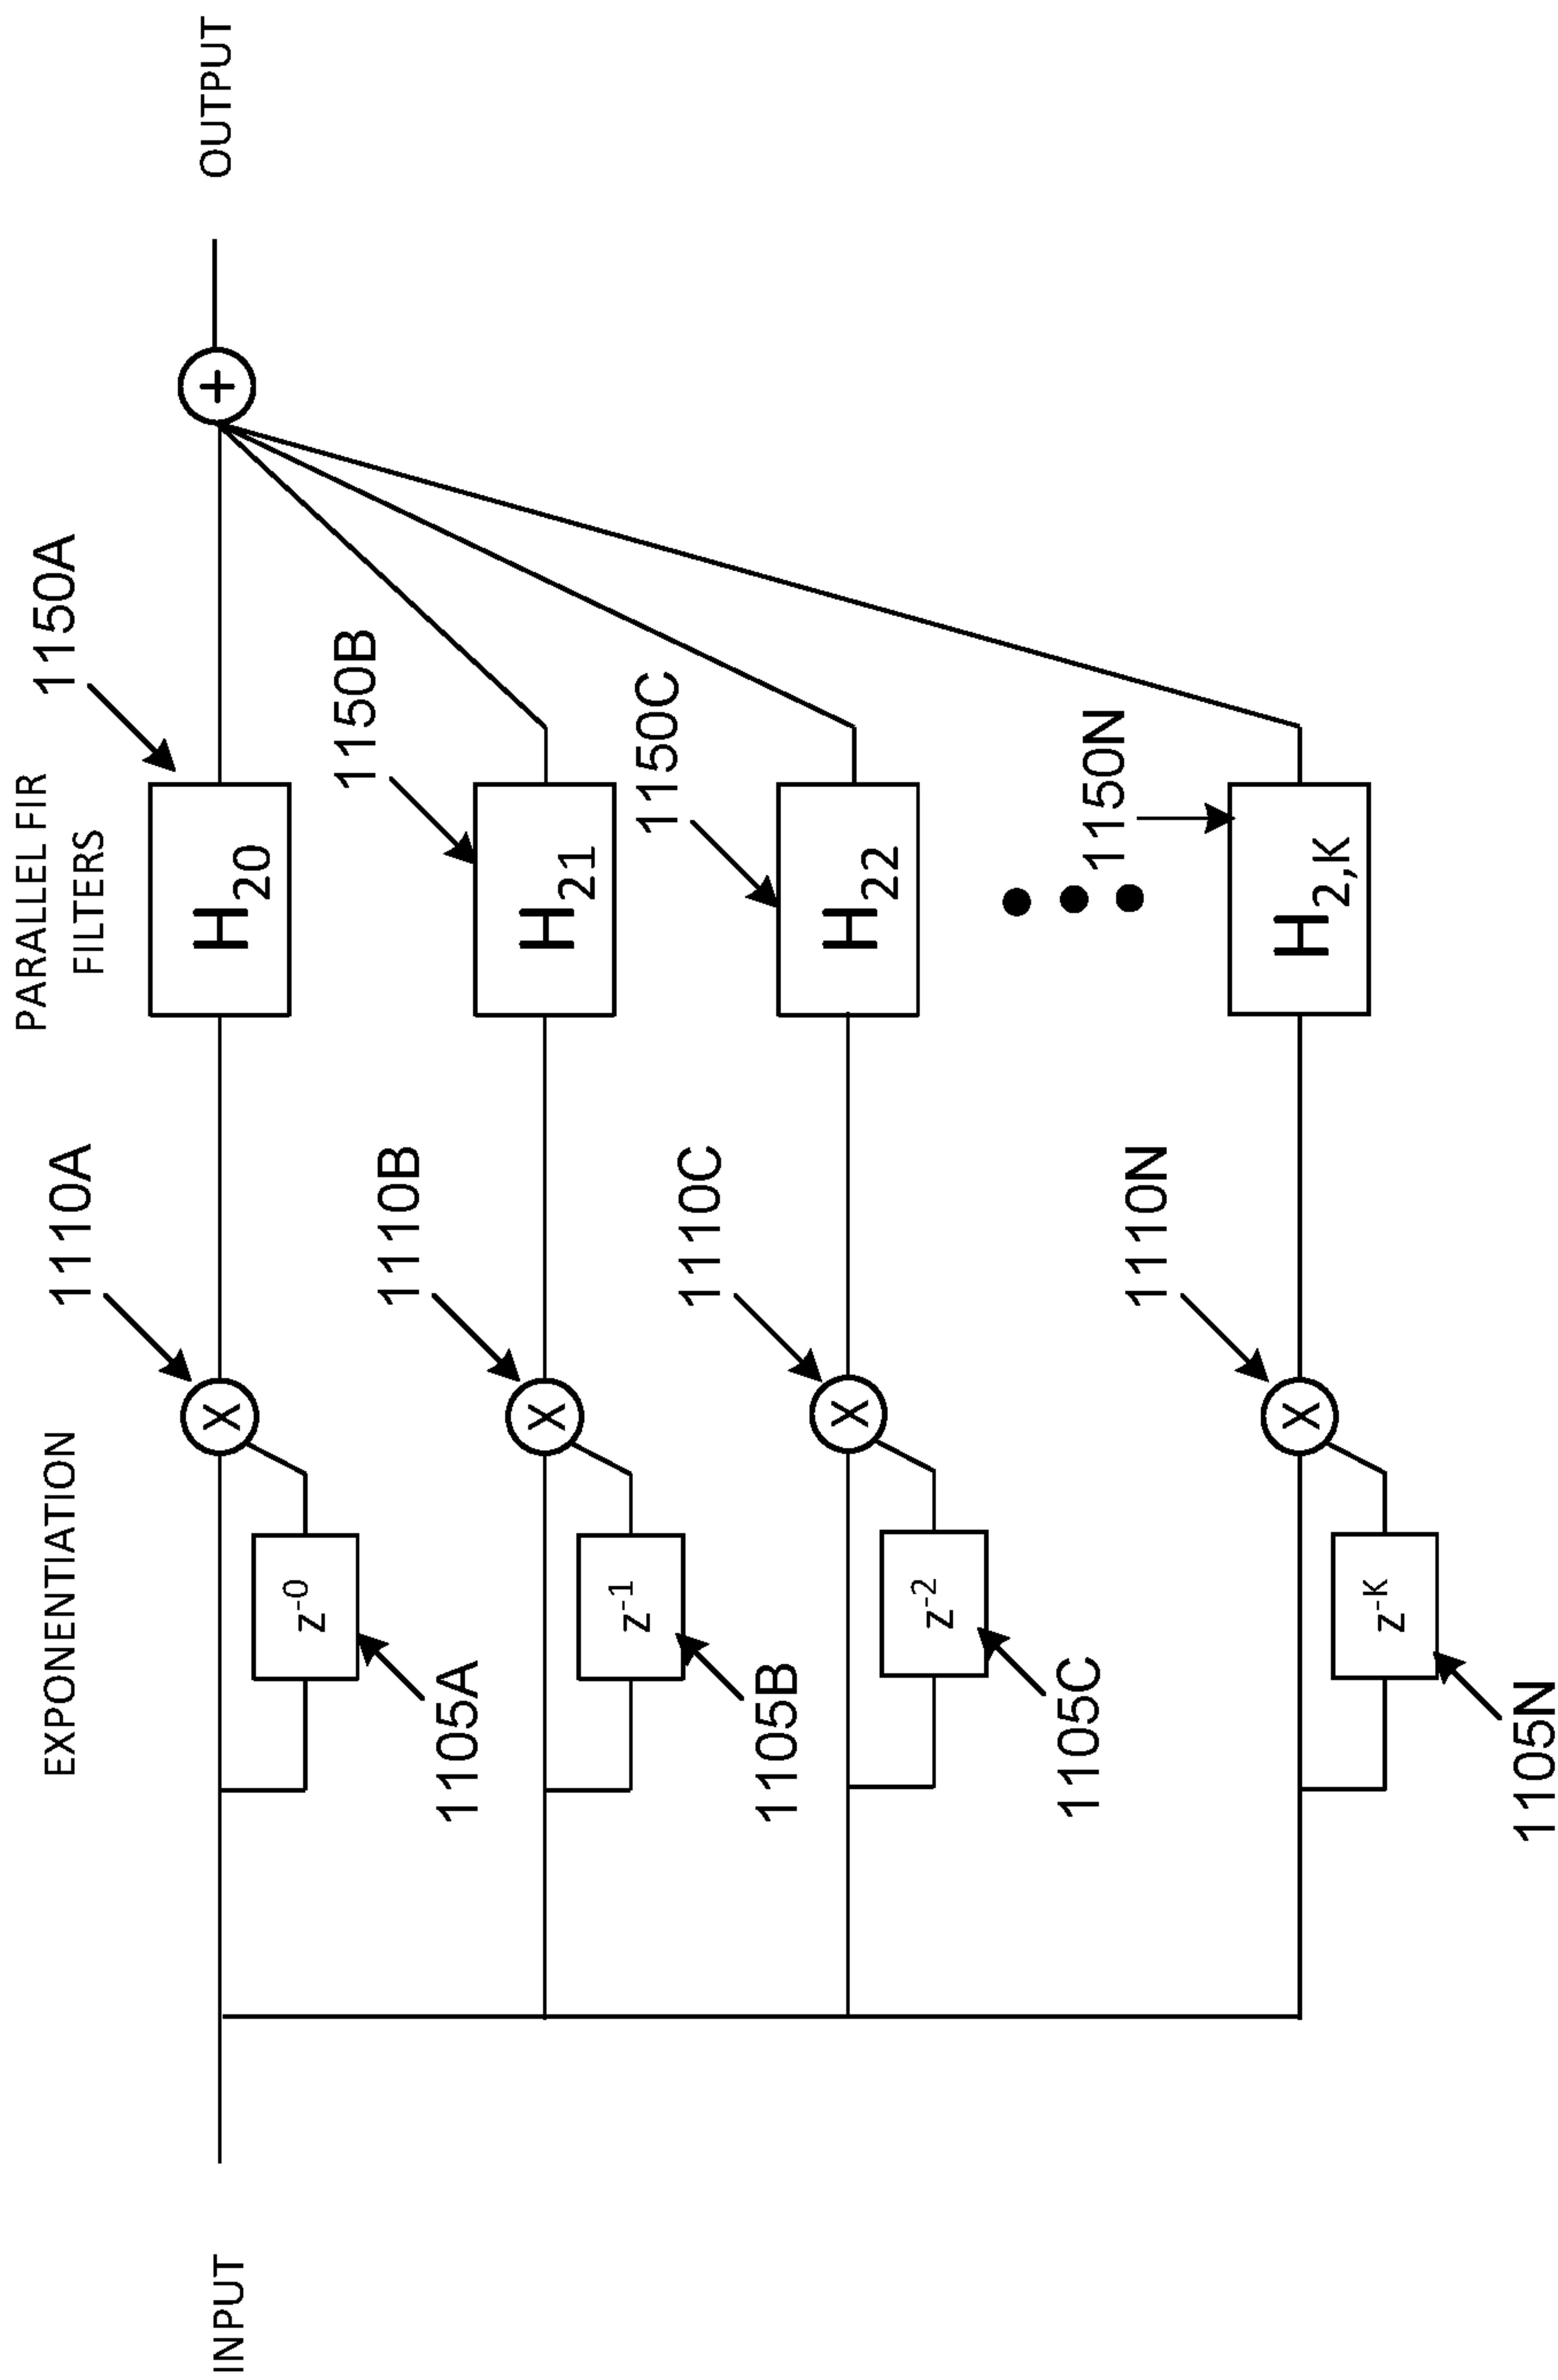 EXPONENTIATION
PARALLEL FIR
FILTERS
1110A
1150A
INPUT
X
H20
+
OUTPUT
z-0
1105A
1110B
1150B
X
H21
z-1
1105B
1110C
1150C
X
H22
z-2
1105C
1110N
1150N
X
H2,K
z-K
1105N